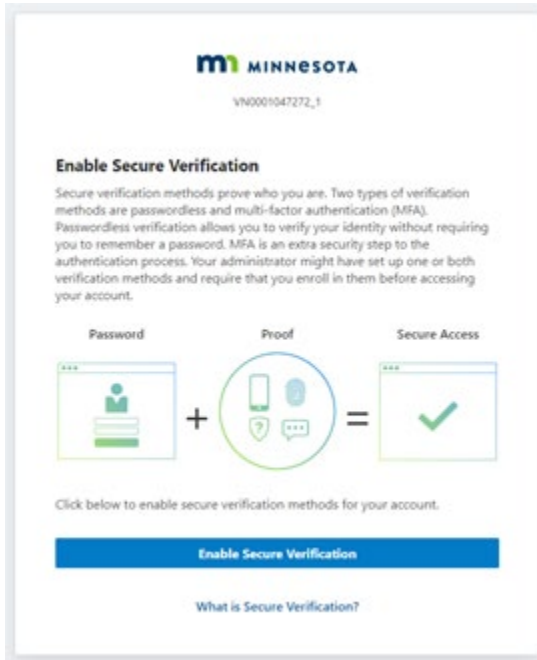 mn MINNESOTA
VN0001047272_1
Enable Secure Verification
Secure verification methods prove who you are. Two types of verification
methods are passwordless and multi-factor authentication (MFA).
Passwordless verification allows you to verify your identity without requiring
you to remember a password. MFA is an extra security step to the
authentication process. Your administrator might have set up one or both
verification methods and require that you enroll in them before accessing
your account.
Password Proof Secure Access
+ ? =
Click below to enable secure verification methods for your account.
Enable Secure Verification
What is Secure Verification?